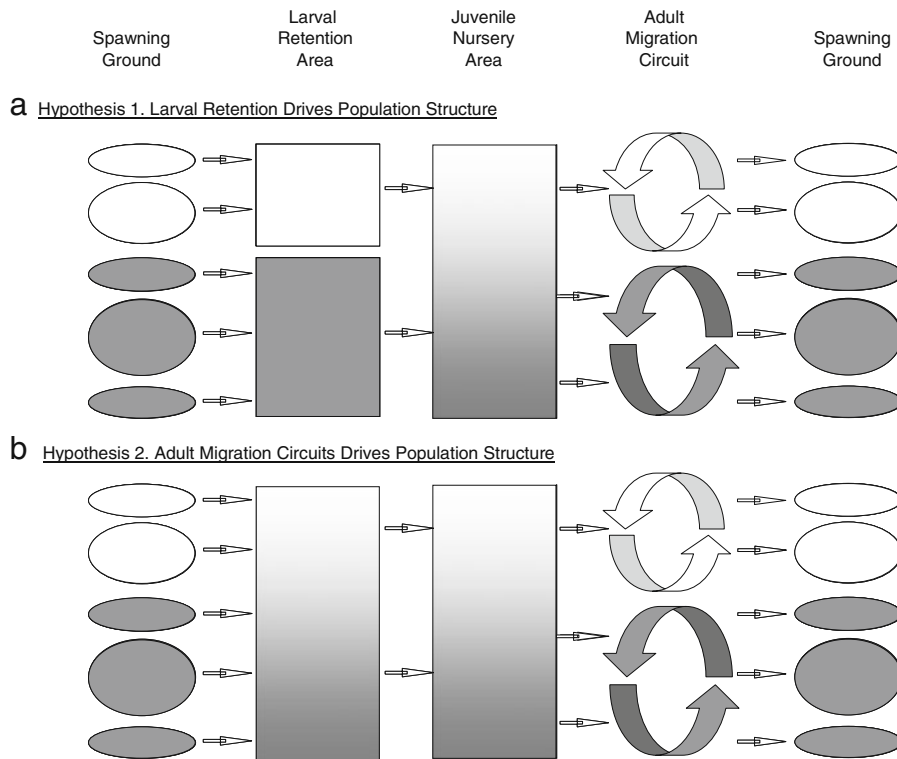 Spawning
Ground
Larval
Retention
Area
Juvenile
Nursery
Area
Adult
Migration
Circuit
Spawning
Ground
a Hypothesis 1. Larval Retention Drives Population Structure
b Hypothesis 2. Adult Migration Circuits Drives Population Structure